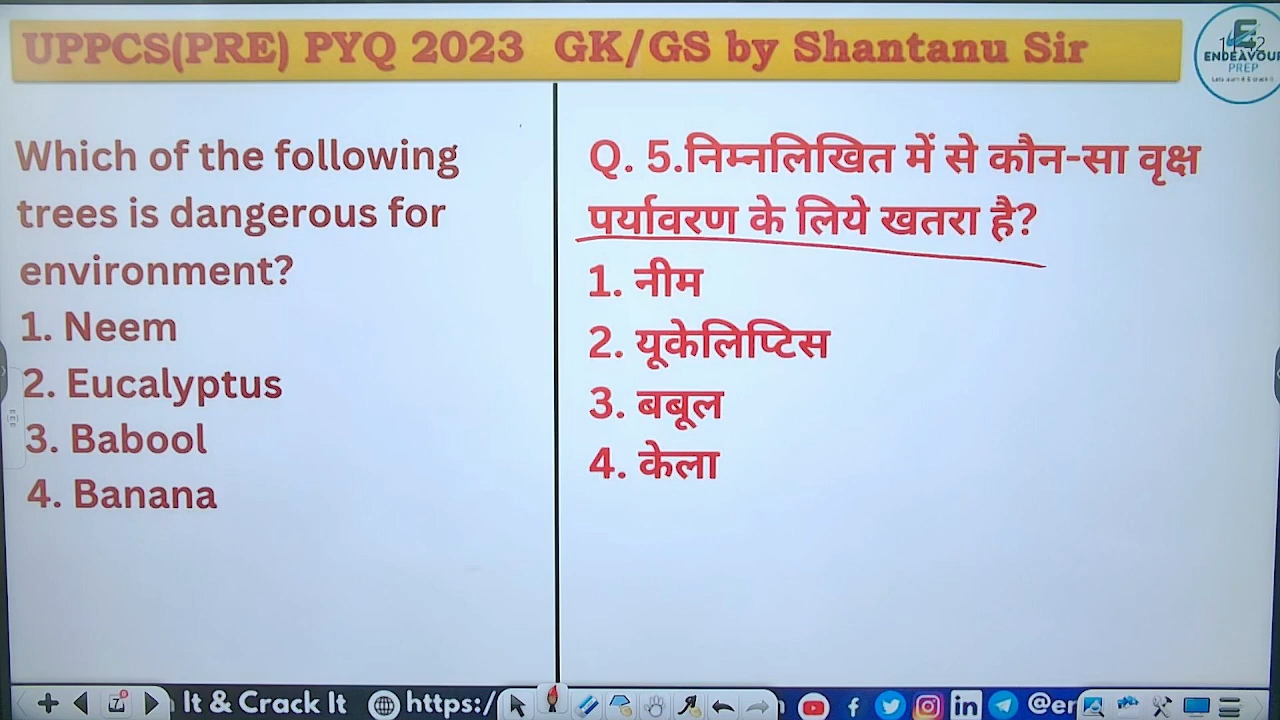 UPPCS(PRE) PYQ 2023 GK/GS by Shantanu Sir
ENDEAVOUR
PREP
Which of the following
trees is dangerous for
environment?
1. Neem
2. Eucalyptus
3. Babool
4. Banana
Q. 5.निम्नलिखित में से कौन-सा वृक्ष
पर्यावरण के लिये खतरा है?
1. नीम
2. यूकेलिप्टिस
3. बबूल
4. केला
It & Crack It https:/ @er